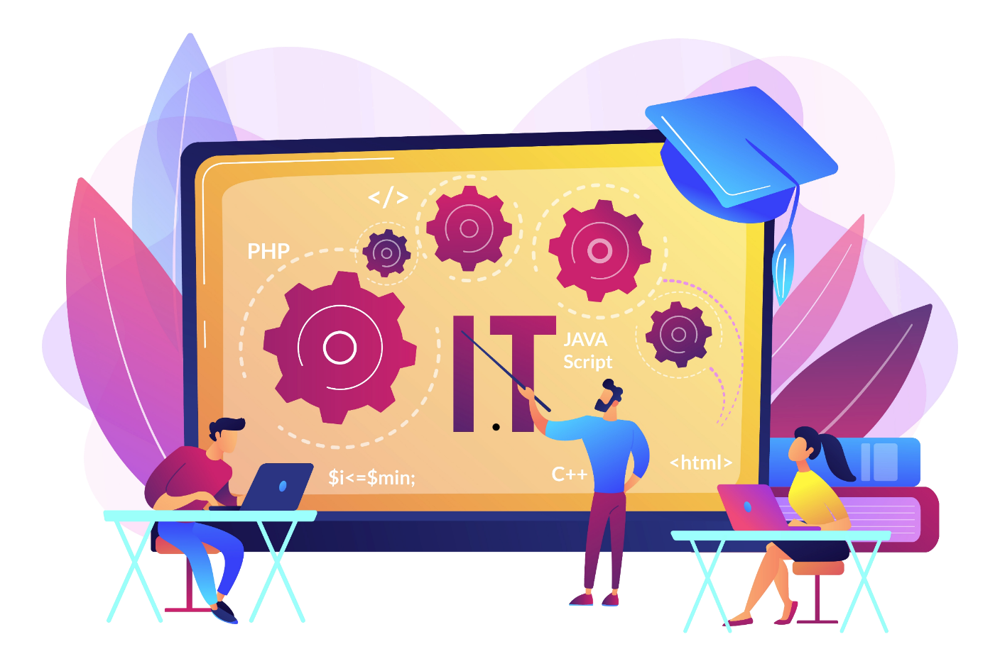 </>
PHP
I.T
JAVA
Script
$i<=$min;
C++
<html>